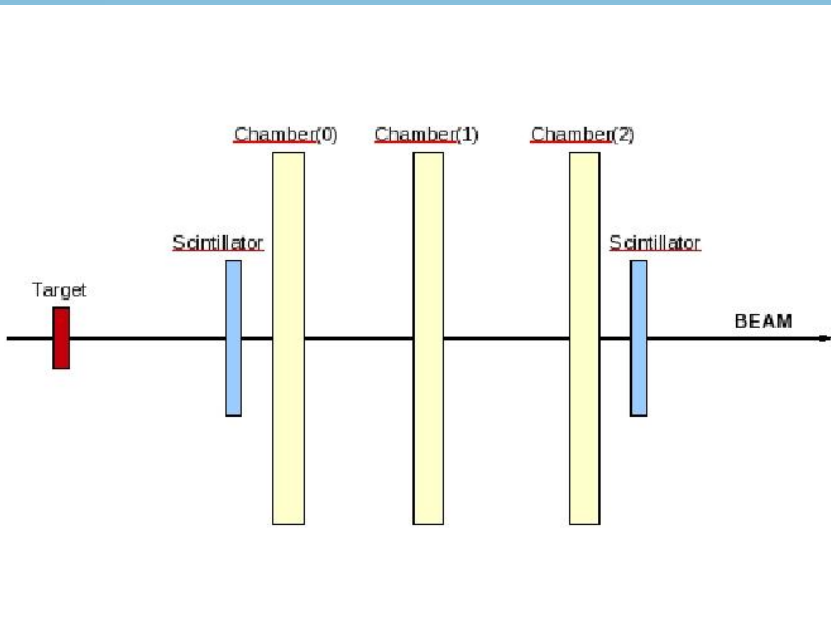 Chamber(0) Chamber(1) Chamber(2)
Scintillator Scintillator
Target
BEAM